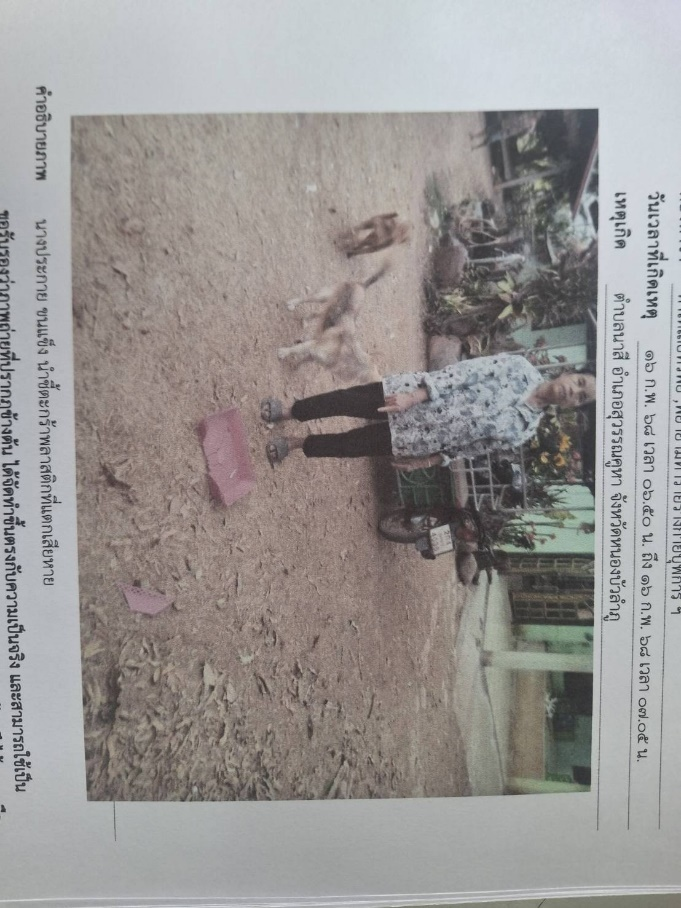 วันเวลาที่เกิดเหตุ ๑๖ ก.พ. ๖๘ เวลา ๐๖.๕๐ น. ถึง ๑๖ ก.พ. ๖๘ เวลา ๐๗.๐๕ น.
เหตุเกิด ตำบลนาสี อำเภอสุวรรณคูหา จังหวัดหนองบัวลำภู
คำอธิบายภาพ นางประกาย ขนแข็ง นำชี้ตะกร้าพลาสติกที่แตกเสียหาย
ขอรับรองว่าภาพถ่ายที่ปรากฏข้างต้น ได้จัดทำขึ้นตรงกับความเป็นจริง และสามารถใช้เป็น